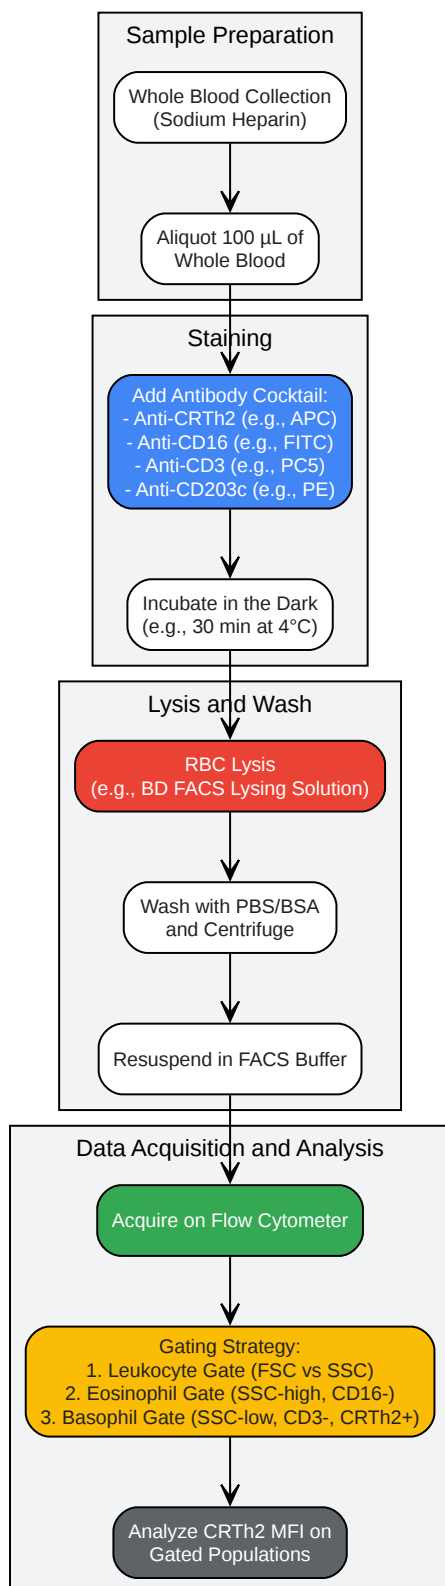 Sample Preparation
Whole Blood Collection
(Sodium Heparin)
Aliquot 100 µL of
Whole Blood
Staining
Add Antibody Cocktail:
- Anti-CRTh2 (e.g., APC)
- Anti-CD16 (e.g., FITC)
- Anti-CD3 (e.g., PC5)
- Anti-CD203c (e.g., PE)
Incubate in the Dark
(e.g., 30 min at 4°C)
Lysis and Wash
RBC Lysis
(e.g., BD FACS Lysing Solution)
Wash with PBS/BSA
and Centrifuge
Resuspend in FACS Buffer
Data Acquisition and Analysis
Acquire on Flow Cytometer
Gating Strategy:
1. Leukocyte Gate (FSC vs SSC)
2. Eosinophil Gate (SSC-high, CD16-)
3. Basophil Gate (SSC-low, CD3-, CRTh2+)
Analyze CRTh2 MFI on
Gated Populations